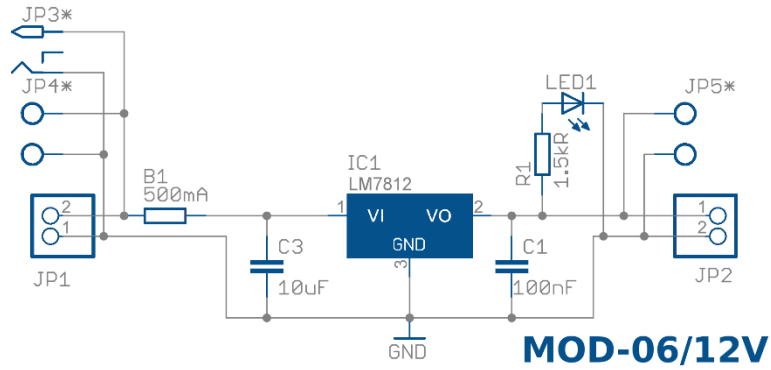 JP3*
JP4*
JP1
2
1
B1
500mA
C3
10uF
IC1
LM7812
1
VI
VO
2
GND
3
GND
C1
100nF
R1
1.5kR
LED1
JP5*
1
2
JP2
MOD-06/12V